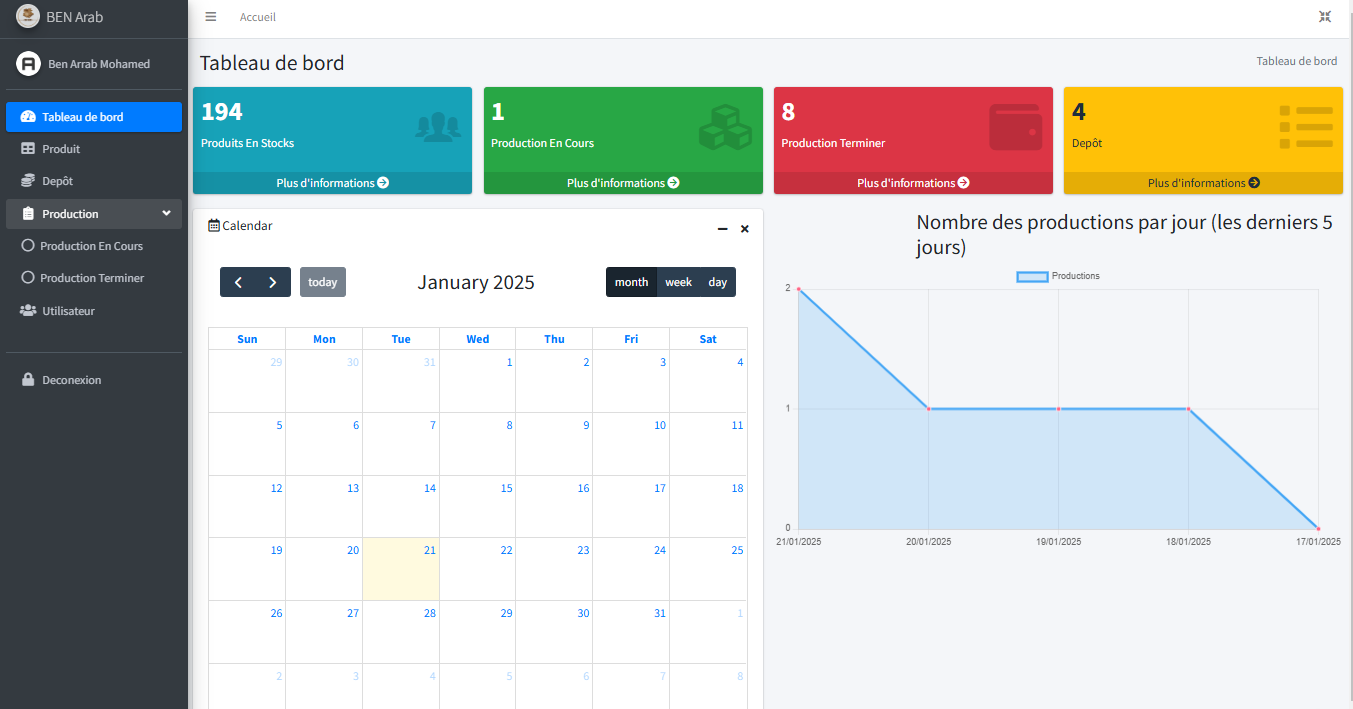 BEN Arab
Ben Arrab Mohamed
Tableau de bord
Produit
Depôt
Production
Production En Cours
Production Terminer
Utilisateur
Deconexion
Accueil
Tableau de bord
Tableau de bord
194
Produits En Stocks
Plus d'informations
1
Production En Cours
Plus d'informations
8
Production Terminer
Plus d'informations
4
Depôt
Plus d'informations
Calendar
today
January 2025
month week day
Sun Mon Tue Wed Thu Fri Sat
29 30 31 1 2 3 4
5 6 7 8 9 10 11
12 13 14 15 16 17 18
19 20 21 22 23 24 25
26 27 28 29 30 31 1
2 3 4 5 6 7 8
Nombre des productions par jour (les derniers 5
jours)
Productions
2
1
0
21/01/2025 20/01/2025 19/01/2025 18/01/2025 17/01/2025